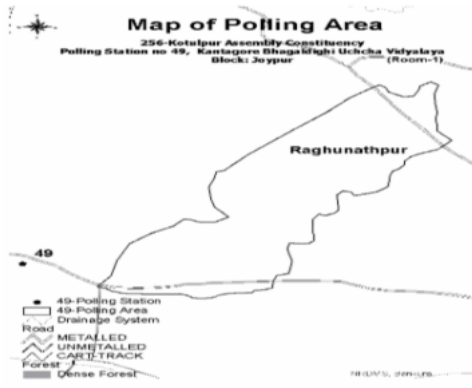 Map of Polling Area
256-Kotulpur Assembly Constituency
Polling Station no 49, Kantagore Bhagaldighi Uchcha Vidyalaya
(Room-1)
Block: Joypur
Raghunathpur
49
49-Polling Station
49-Polling Area
Drainage System
Road
METALLED
UNMETALLED
CART-TRACK
Forest
Dense Forest